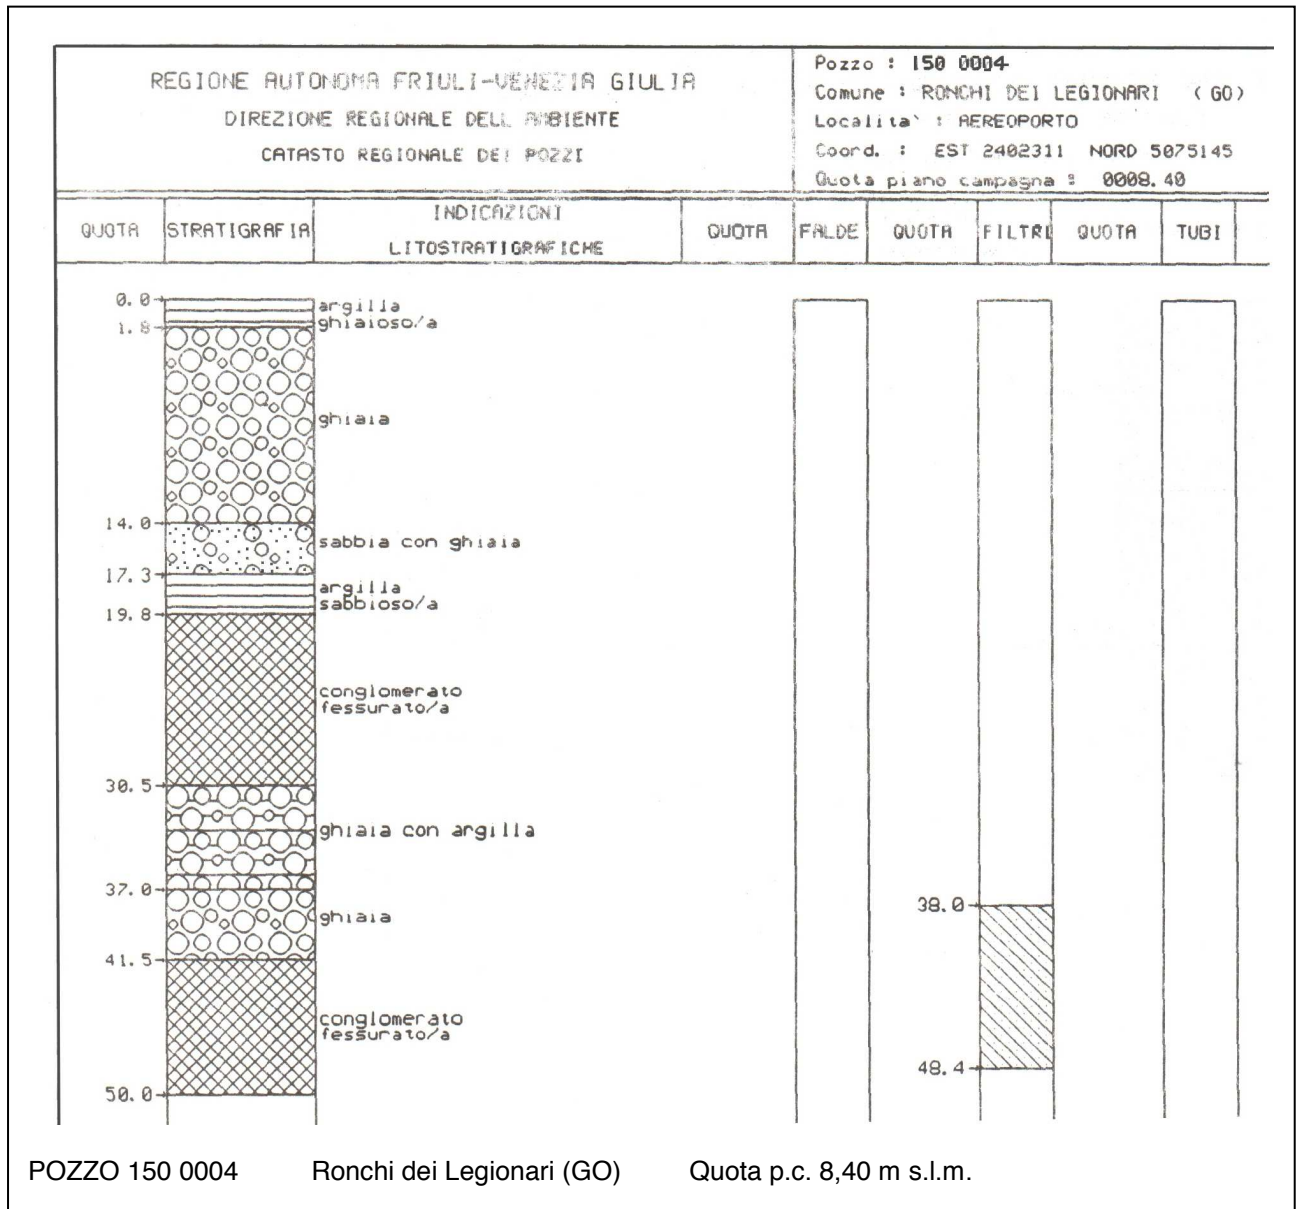 REGIONE AUTONOMA FRIULI-VENEZIA GIULIA
DIREZIONE REGIONALE DELL AMBIENTE
CATASTO REGIONALE DEI POZZI
Pozzo : 150 0004
Comune : RONCHI DEI LEGIONARI ( GO)
Localita` : AEREOPORTO
Coord. : EST 2402311 NORD 5075145
Quota piano campagna : 0008.40
QUOTA STRATIGRAFIA INDICAZIONI LITOSTRATIGRAFICHE QUOTA FALDE QUOTA FILTRI QUOTA TUBI
0.0
argilla
ghiaioso/a
1.8
ghiaia
14.0
sabbia con ghiaia
17.3
argilla
sabbioso/a
19.8
conglomerato
fessurato/a
30.5
ghiaia con argilla
37.0
38.0
ghiaia
41.5
conglomerato
fessurato/a
48.4
50.0
POZZO 150 0004 Ronchi dei Legionari (GO) Quota p.c. 8,40 m s.l.m.